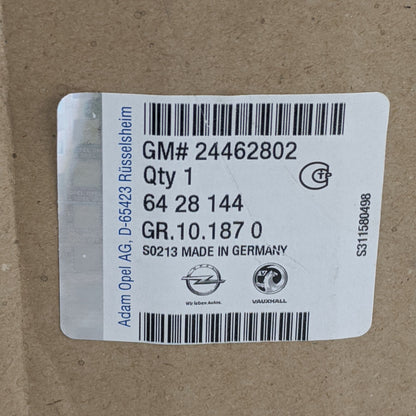 Adam Opel AG, D-65423 Rüsselsheim
GM# 24462802
Qty 1
64 28 144
GR.10.187 0
S0213 MADE IN GERMANY
Wir leben Autos.
VAUXHALL
S311580498